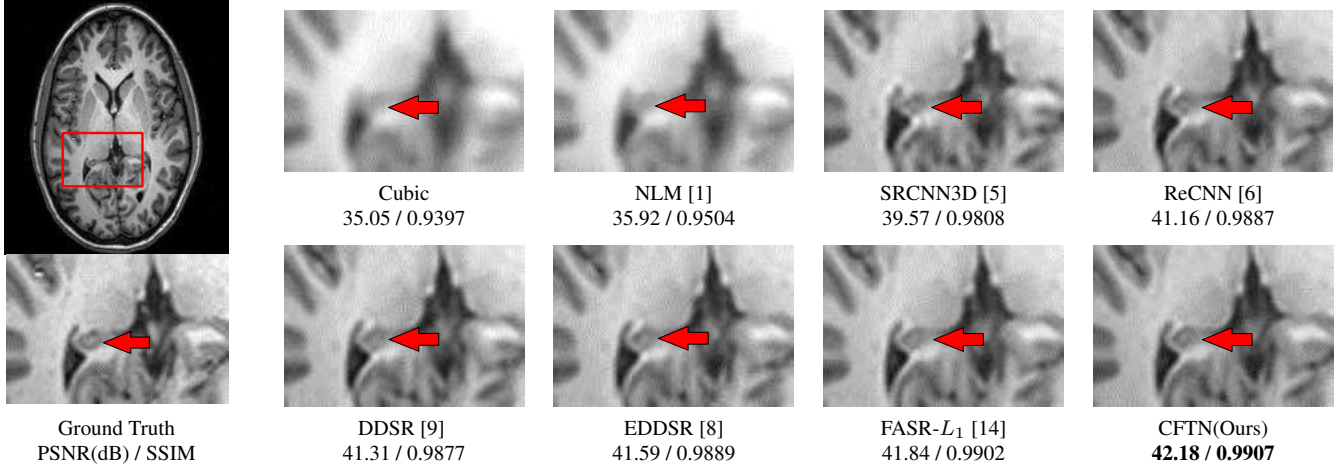 Cubic
35.05 / 0.9397
NLM [1]
35.92 / 0.9504
SRCNN3D [5]
39.57 / 0.9808
ReCNN [6]
41.16 / 0.9887
Ground Truth
PSNR(dB) / SSIM
DDSR [9]
41.31 / 0.9877
EDDSR [8]
41.59 / 0.9889
FASR-L₁ [14]
41.84 / 0.9902
CFTN(Ours)
42.18 / 0.9907